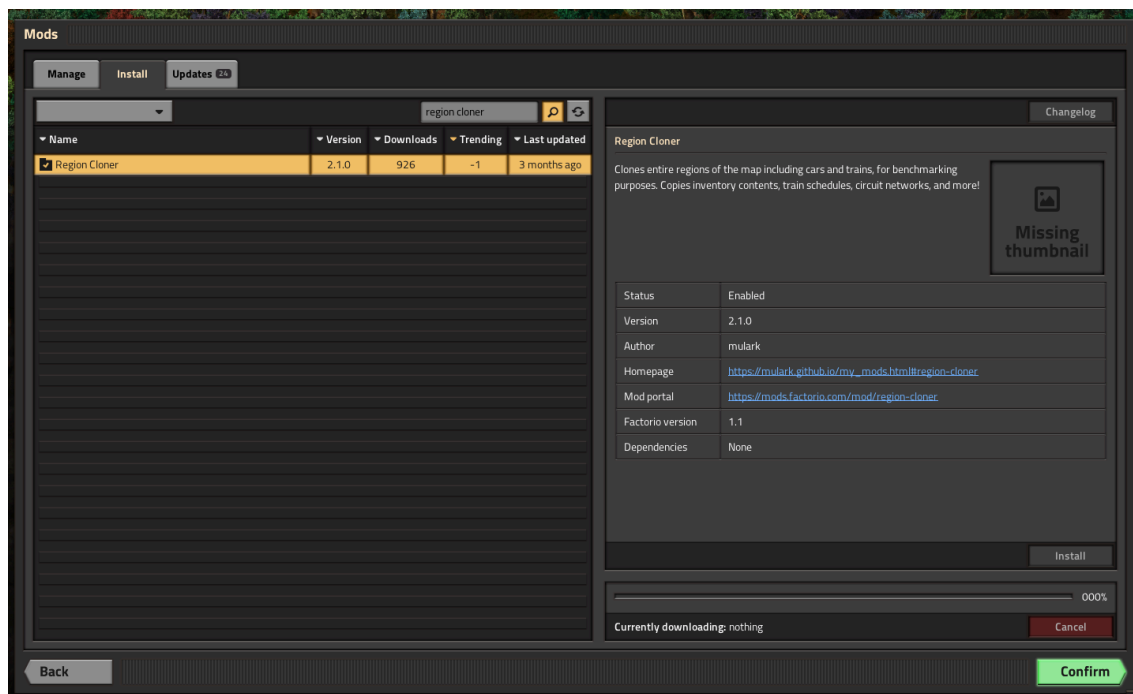 Mods
Manage Install Updates 24
region cloner
Name Version Downloads Trending Last updated
Region Cloner 2.1.0 926 -1 3 months ago
Changelog
Region Cloner
Clones entire regions of the map including cars and trains, for benchmarking
purposes. Copies inventory contents, train schedules, circuit networks, and more!
Missing
thumbnail
Status Enabled
Version 2.1.0
Author mulark
Homepage https://mulark.github.io/my_mods.html#region-cloner
Mod portal https://mods.factorio.com/mod/region-cloner
Factorio version 1.1
Dependencies None
Install
000%
Currently downloading: nothing
Cancel
Back
Confirm